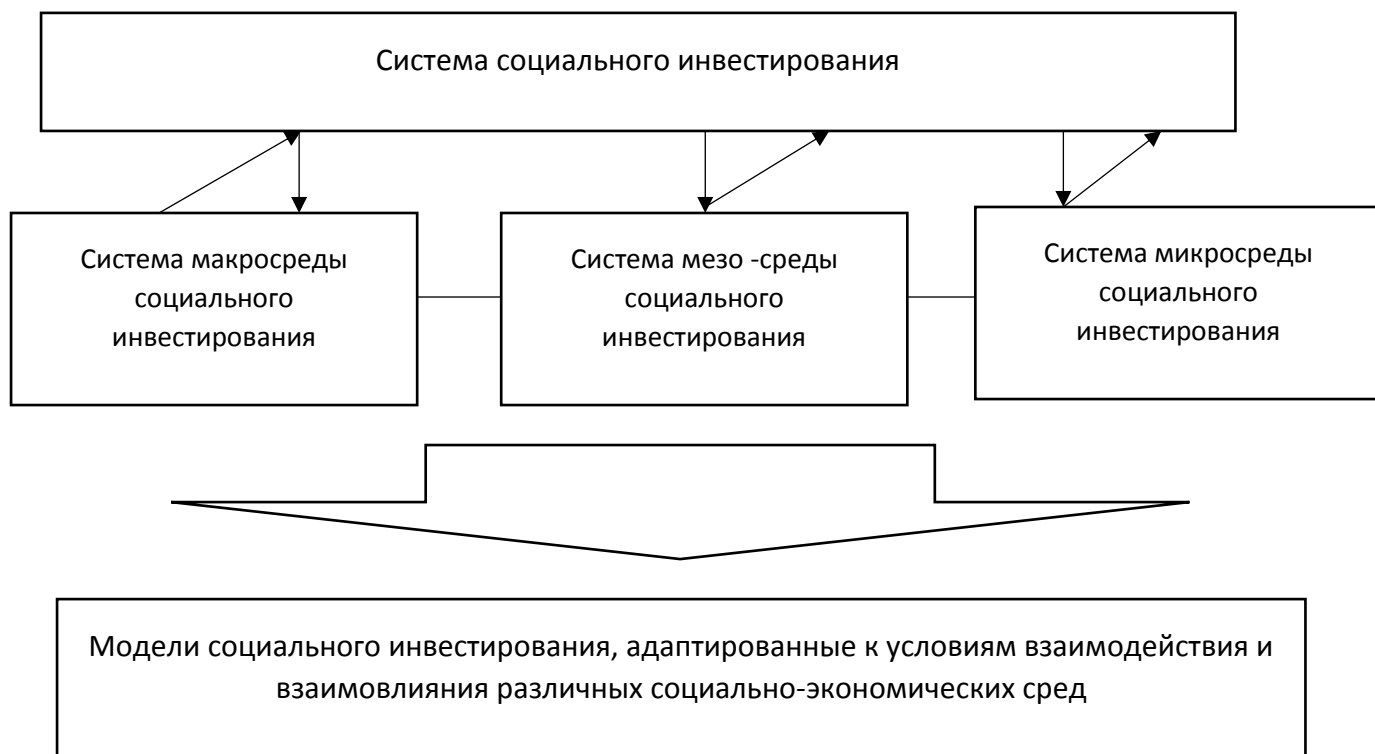 Система социального инвестирования
Система макросреды
социального
инвестирования
Система мезо -среды
социального
инвестирования
Система микросреды
социального
инвестирования
Модели социального инвестирования, адаптированные к условиям взаимодействия и
взаимовлияния различных социально-экономических сред